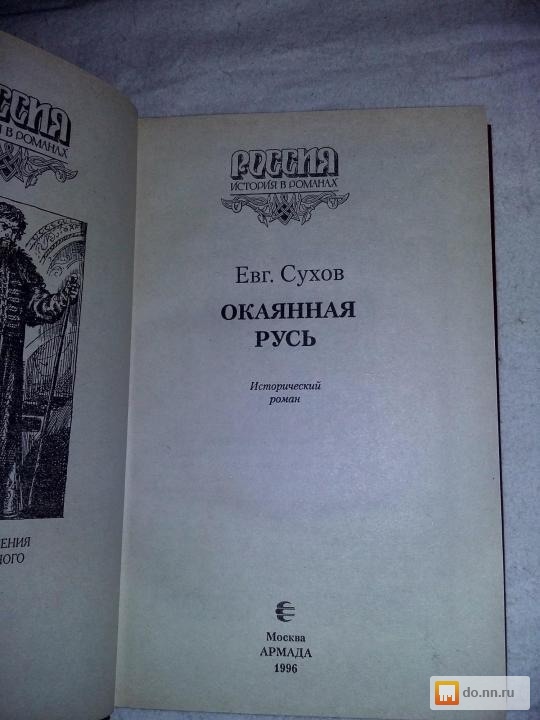 РОССИЯ
ИСТОРИЯ В РОМАНАХ
Евг. Сухов
ОКАЯННАЯ
РУСЬ
Исторический
роман
Москва
АРМАДА
1996
do.nn.ru